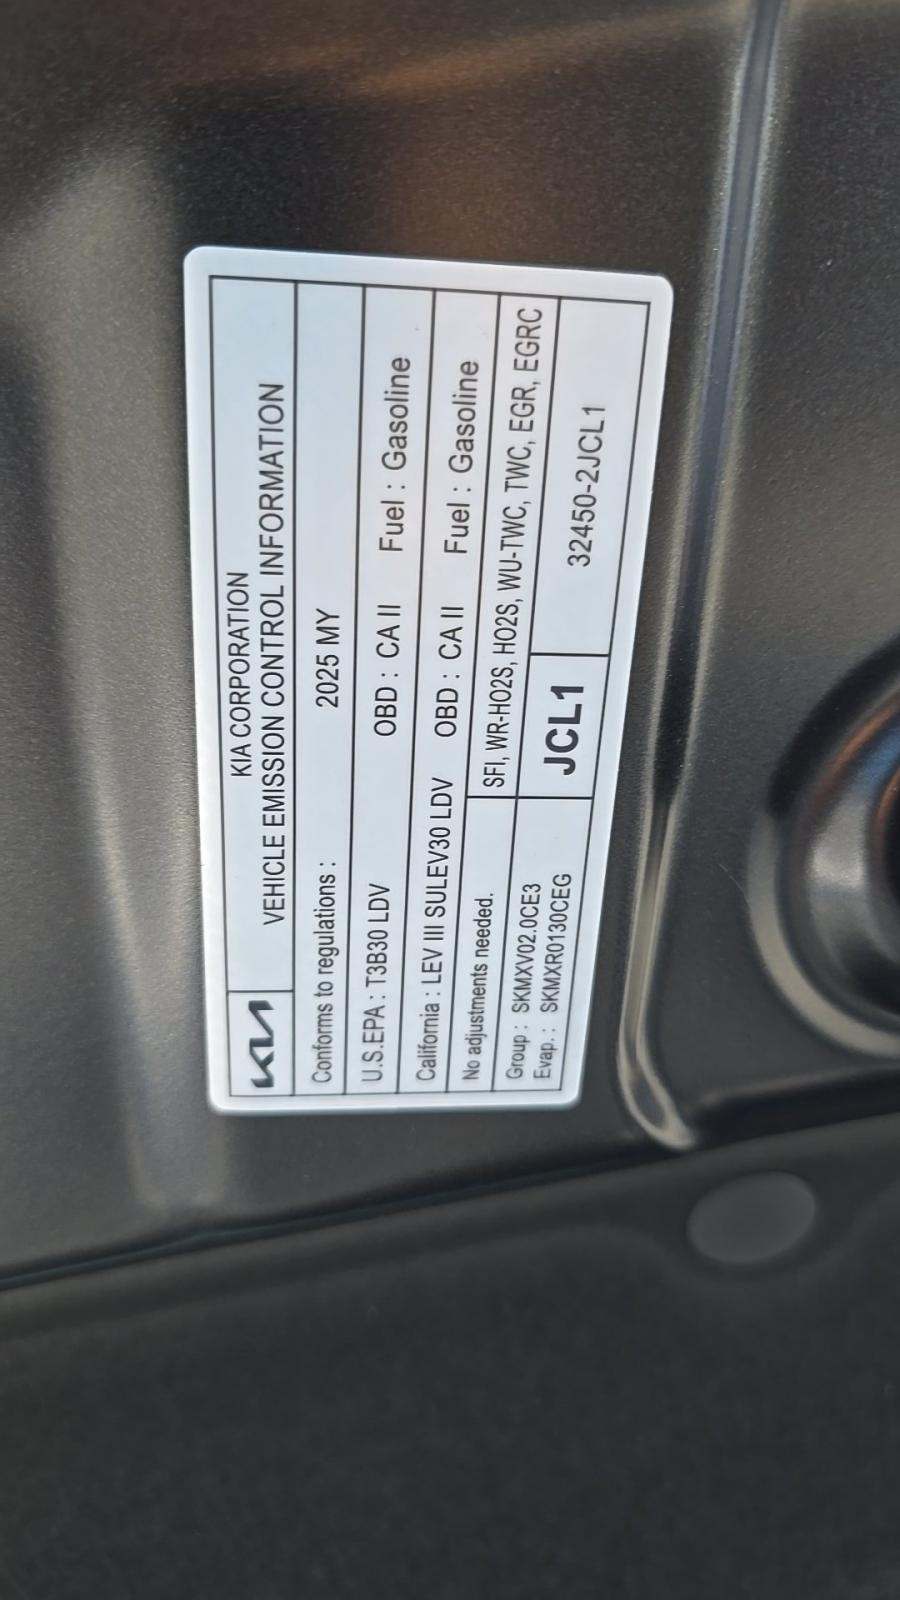 KIA
KIA CORPORATION
VEHICLE EMISSION CONTROL INFORMATION
Conforms to regulations : 2025 MY
U.S.EPA : T3B30 LDV OBD : CA II Fuel : Gasoline
California : LEV III SULEV30 LDV OBD : CA II Fuel : Gasoline
No adjustments needed. SFI, WR-HO2S, HO2S, WU-TWC, TWC, EGR, EGRC
Group : SKMXV02.0CE3
Evap. : SKMXR0130CEG
JCL1
32450-2JCL1